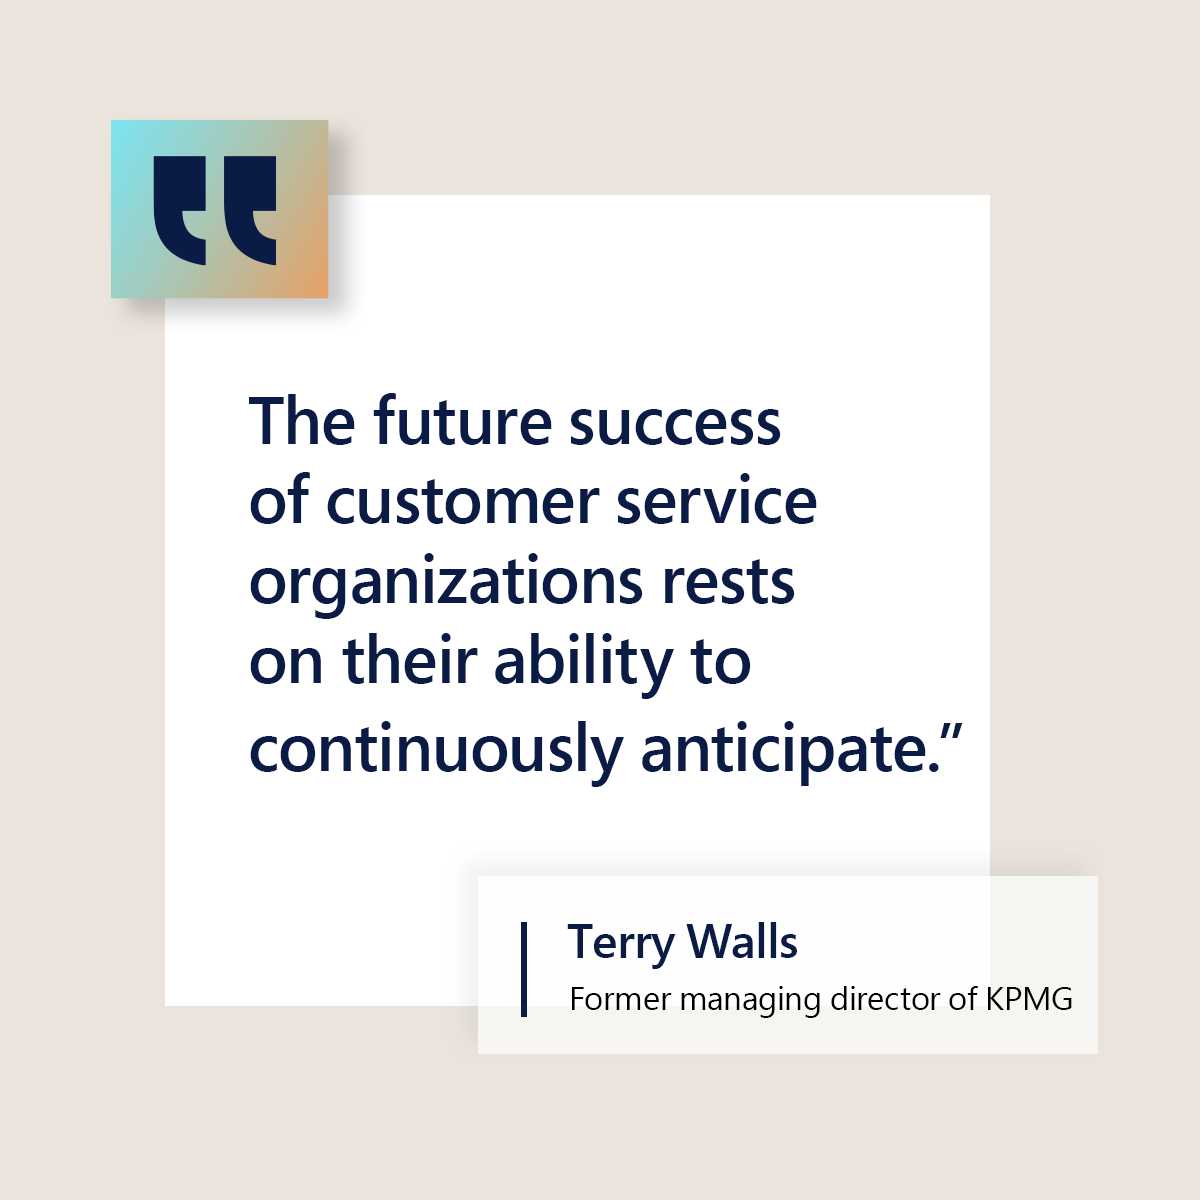 “
The future success
of customer service
organizations rests
on their ability to
continuously anticipate.”
Terry Walls
Former managing director of KPMG